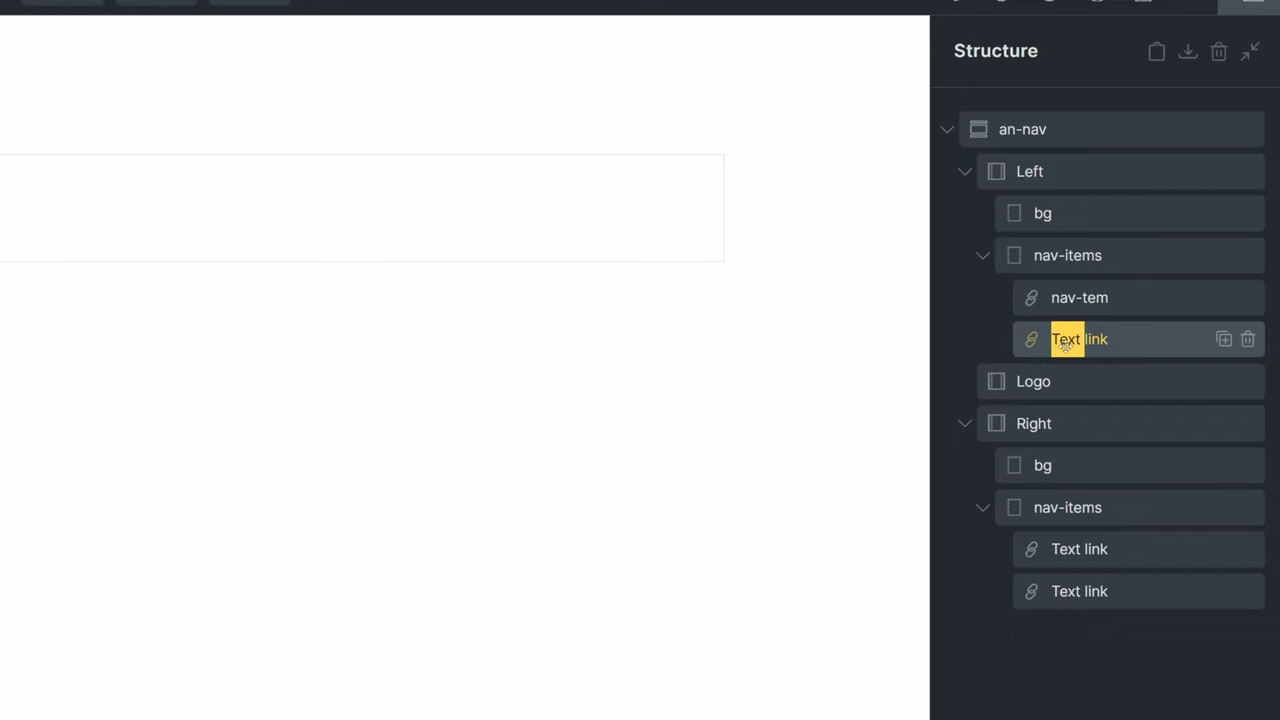 Structure
an-nav
Left
bg
nav-items
nav-tem
Text link
Logo
Right
bg
nav-items
Text link
Text link